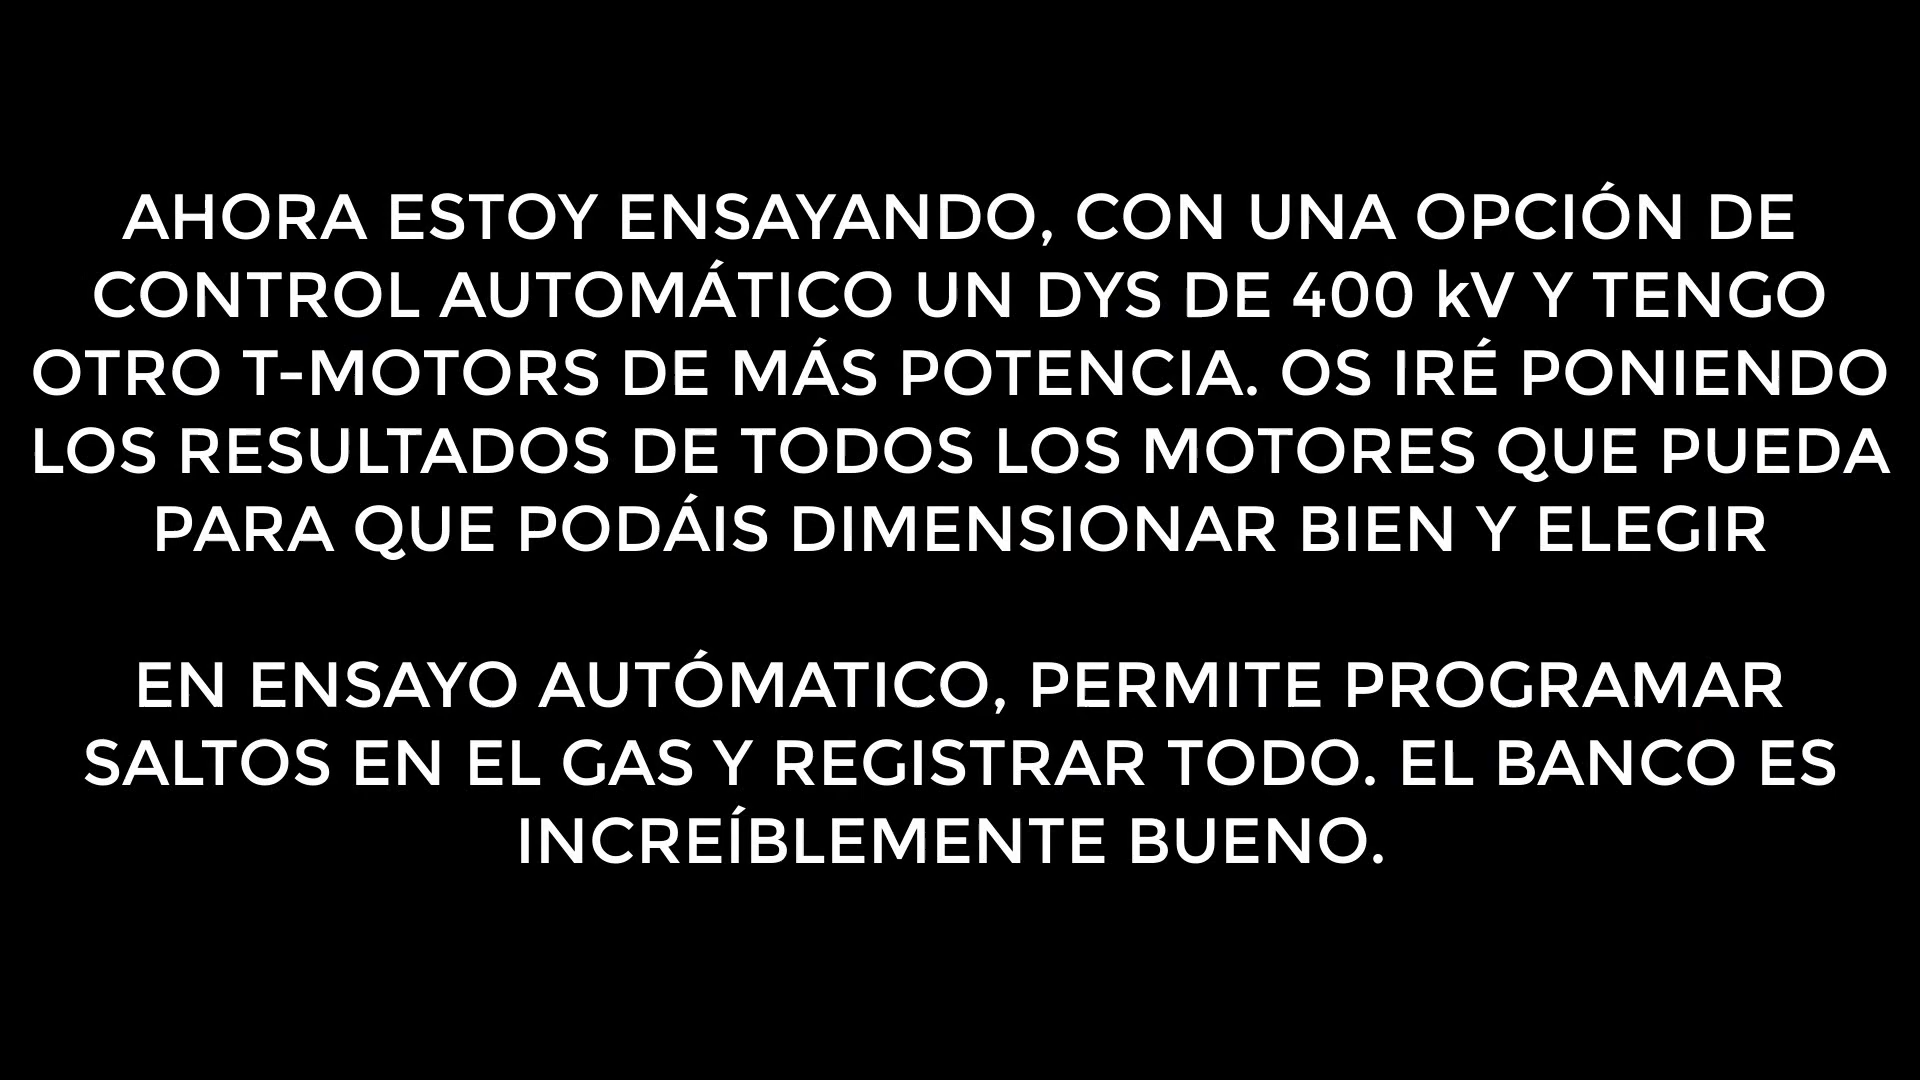 AHORA ESTOY ENSAYANDO, CON UNA OPCIÓN DE
CONTROL AUTOMÁTICO UN DYS DE 400 kV Y TENGO
OTRO T-MOTORS DE MÁS POTENCIA. OS IRÉ PONIENDO
LOS RESULTADOS DE TODOS LOS MOTORES QUE PUEDA
PARA QUE PODÁIS DIMENSIONAR BIEN Y ELEGIR
EN ENSAYO AUTÓMATICO, PERMITE PROGRAMAR
SALTOS EN EL GAS Y REGISTRAR TODO. EL BANCO ES
INCREÍBLEMENTE BUENO.